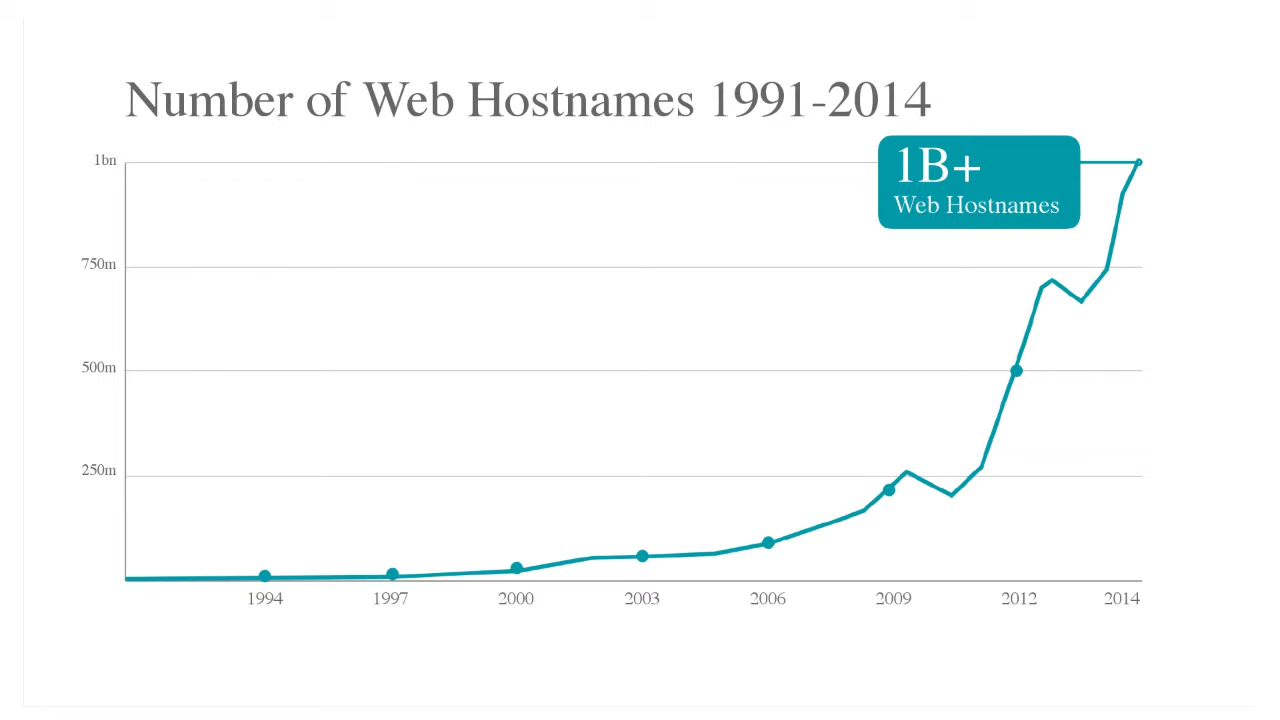 Number of Web Hostnames 1991-2014
1bn
1B+
Web Hostnames
750m
500m
250m
1994 1997 2000 2003 2006 2009 2012 2014